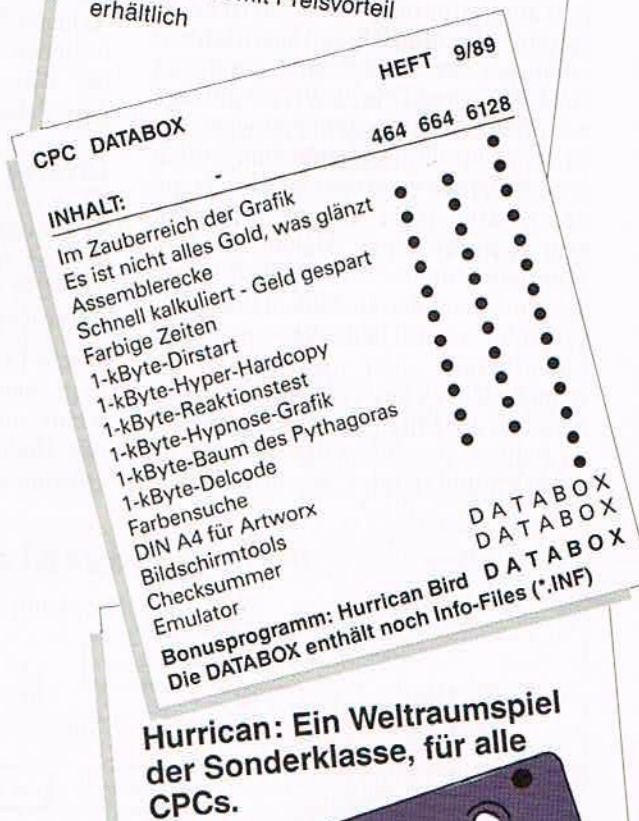 mit Preisvorteil
erhältlich
CPC DATABOX HEFT 9/89
INHALT: 464 664 6128
Im Zauberreich der Grafik ● ● ●
Es ist nicht alles Gold, was glänzt ● ● ●
Assemblerecke ● ● ●
Schnell kalkuliert - Geld gespart ● ● ●
Farbige Zeiten ● ● ●
1-kByte-Dirstart ● ● ●
1-kByte-Hyper-Hardcopy ● ● ●
1-kByte-Reaktionstest ● ● ●
1-kByte-Hypnose-Grafik ● ● ●
1-kByte-Baum des Pythagoras ● ● ●
1-kByte-Delcode ● ● ●
Farbensuche ● ● ●
DIN A4 für Artworx ●
Bildschirmtools DATABOX
Checksummer DATABOX
Emulator DATABOX
Bonusprogramm: Hurrican Bird
Die DATABOX enthält noch Info-Files (*.INF)
Hurrican: Ein Weltraumspiel
der Sonderklasse, für alle
CPCs.